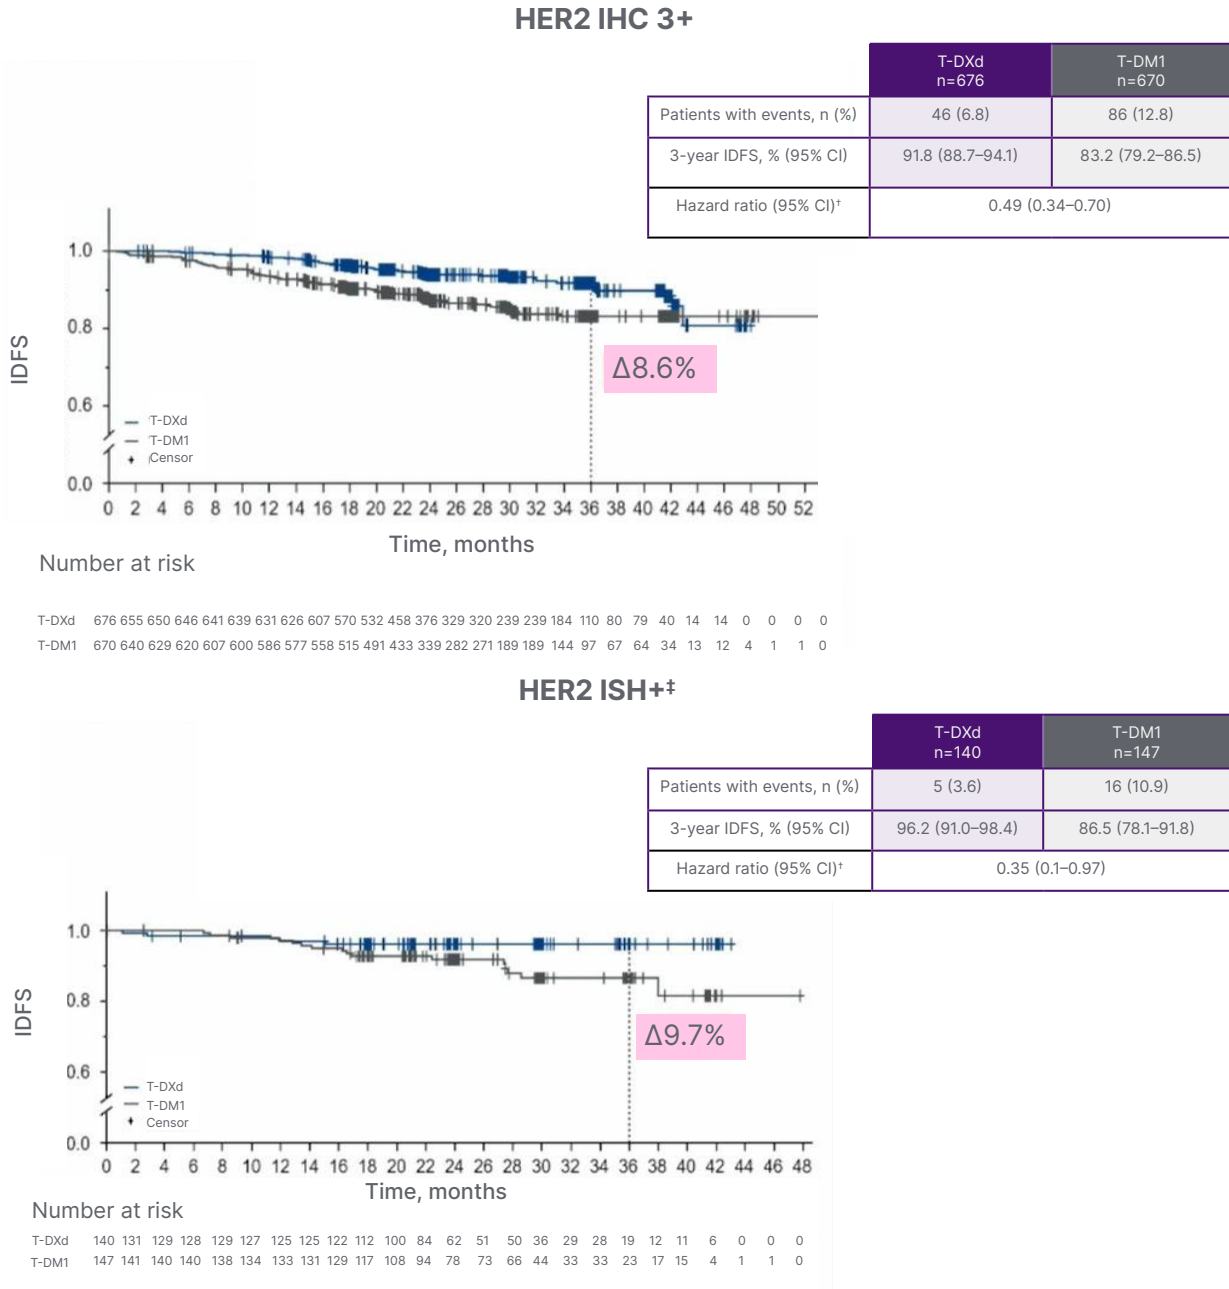 HER2 IHC 3+
T-DXd T-DM1
n=676 n=670
Patients with events, n (%) 46 (6.8) 86 (12.8)
3-year IDFS, % (95% CI) 91.8 (88.7–94.1) 83.2 (79.2–86.5)
Hazard ratio (95% CI)† 0.49 (0.34–0.70)
1.0
0.8
IDFS
Δ8.6%
0.6
T-DXd
T-DM1
Censor
0.0
0 2 4 6 8 10 12 14 16 18 20 22 24 26 28 30 32 34 36 38 40 42 44 46 48 50 52
Time, months
Number at risk
T-DXd 676 655 650 646 641 639 631 626 607 570 532 458 376 329 320 239 239 184 110 80 79 40 14 14 0 0 0 0
T-DM1 670 640 629 620 607 600 586 577 558 515 491 433 339 282 271 189 189 144 97 67 64 34 13 12 4 1 1 0
HER2 ISH+‡
T-DXd T-DM1
n=140 n=147
Patients with events, n (%) 5 (3.6) 16 (10.9)
3-year IDFS, % (95% CI) 96.2 (91.0–98.4) 86.5 (78.1–91.8)
Hazard ratio (95% CI)† 0.35 (0.1–0.97)
1.0
0.8
IDFS
Δ9.7%
0.6
T-DXd
T-DM1
Censor
0.0
0 2 4 6 8 10 12 14 16 18 20 22 24 26 28 30 32 34 36 38 40 42 44 46 48
Time, months
Number at risk
T-DXd 140 131 129 128 129 127 125 125 122 112 100 84 62 51 50 36 29 28 19 12 11 6 0 0 0
T-DM1 147 141 140 140 138 134 133 131 129 117 108 94 78 73 66 44 33 33 23 17 15 4 1 1 0